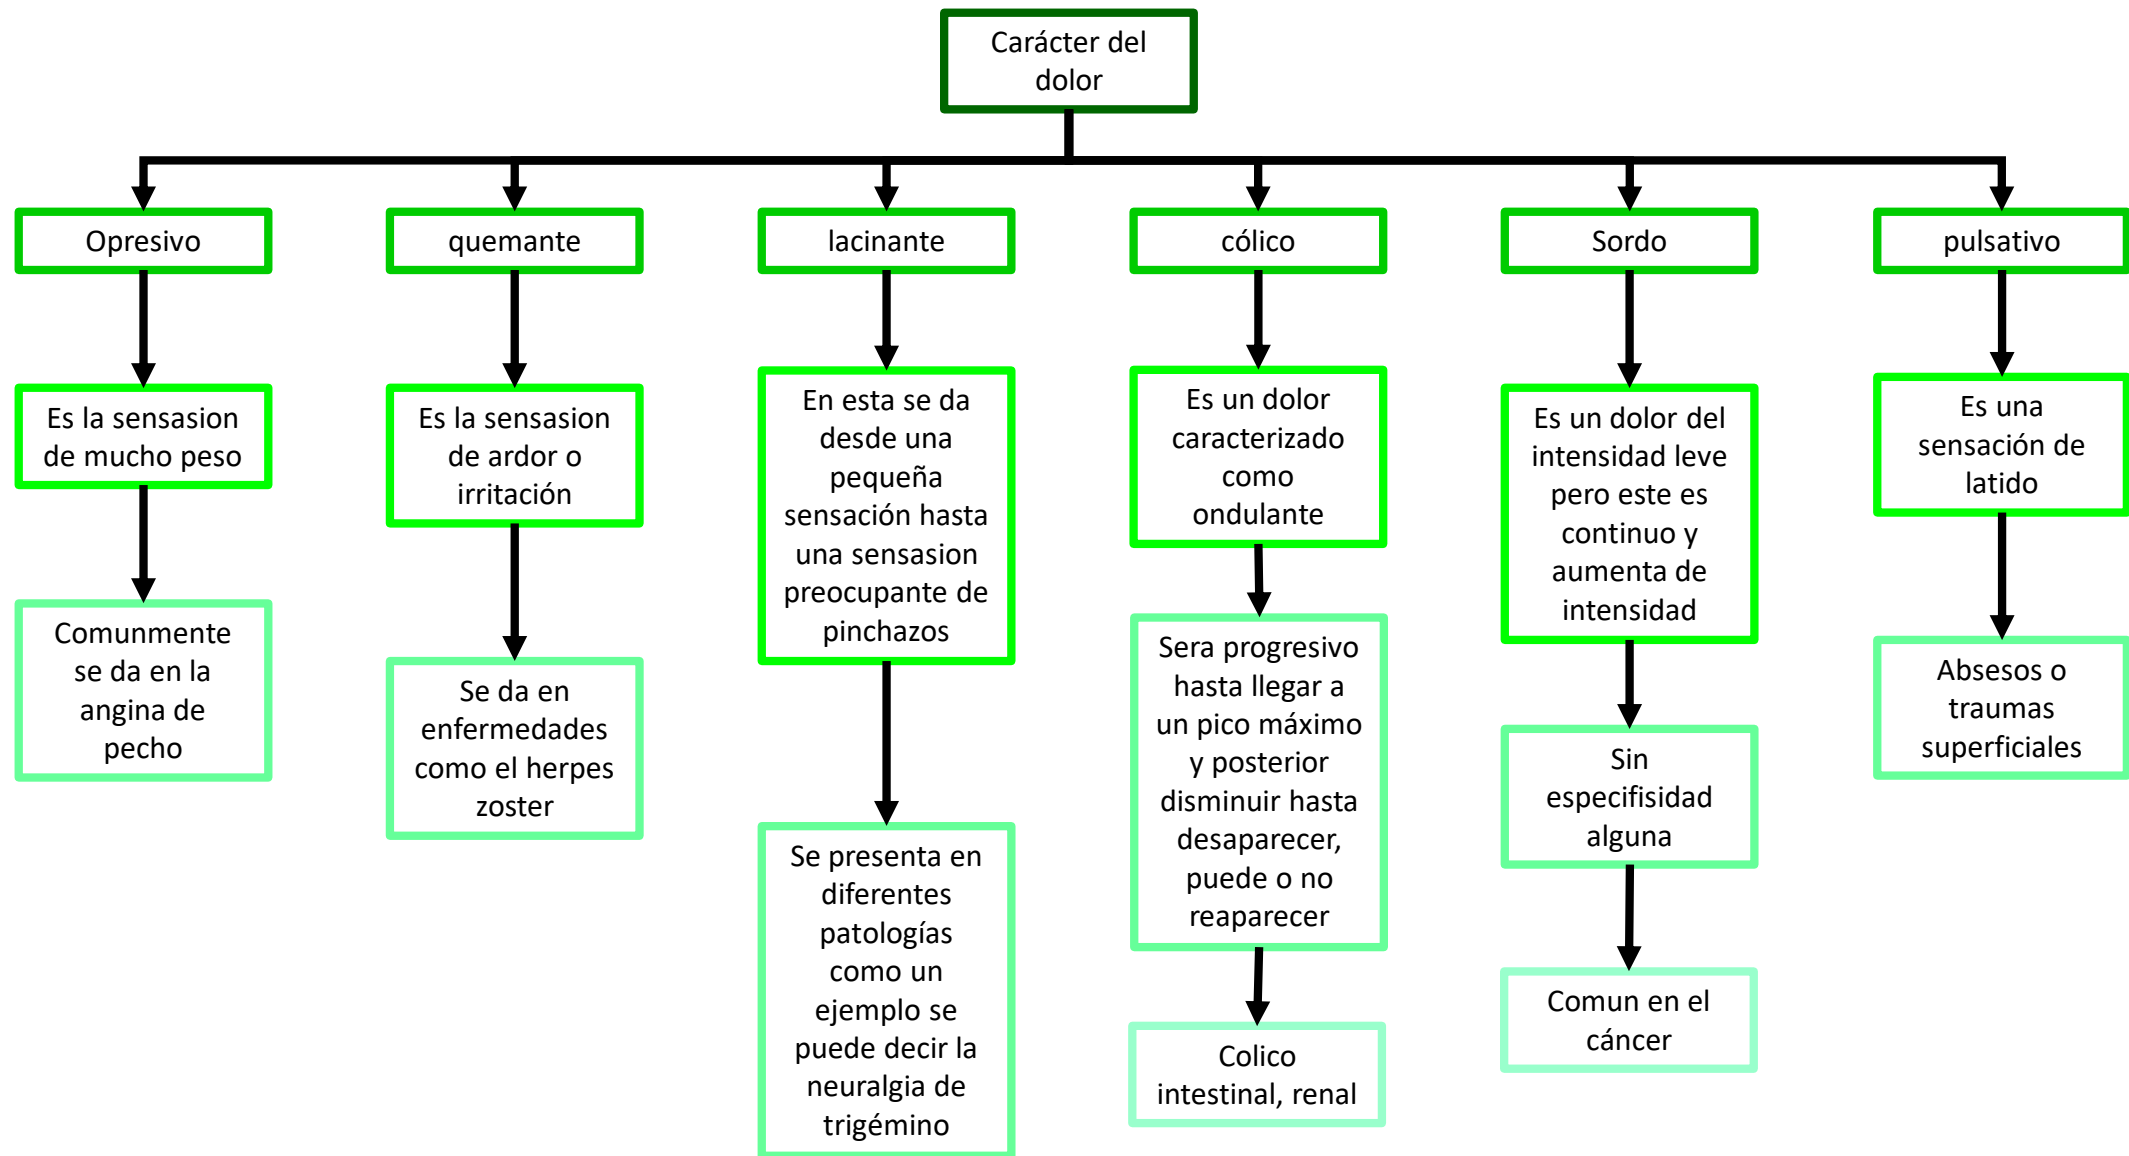 Carácter del
dolor
Opresivo
quemante
lacinante
cólico
Sordo
pulsativo
Es la sensasion
de mucho peso
Es la sensasion
de ardor o
irritación
En esta se da
desde una
pequeña
sensación hasta
una sensasion
preocupante de
pinchazos
Es un dolor
caracterizado
como
ondulante
Es un dolor del
intensidad leve
pero este es
continuo y
aumenta de
intensidad
Es una
sensación de
latido
Comunmente
se da en la
angina de
pecho
Se da en
enfermedades
como el herpes
zoster
Se presenta en
diferentes
patologías
como un
ejemplo se
puede decir la
neuralgia de
trigémino
Sera progresivo
hasta llegar a
un pico máximo
y posterior
disminuir hasta
desaparecer,
puede o no
reaparecer
Sin
especifisidad
alguna
Absesos o
traumas
superficiales
Colico
intestinal, renal
Comun en el
cáncer